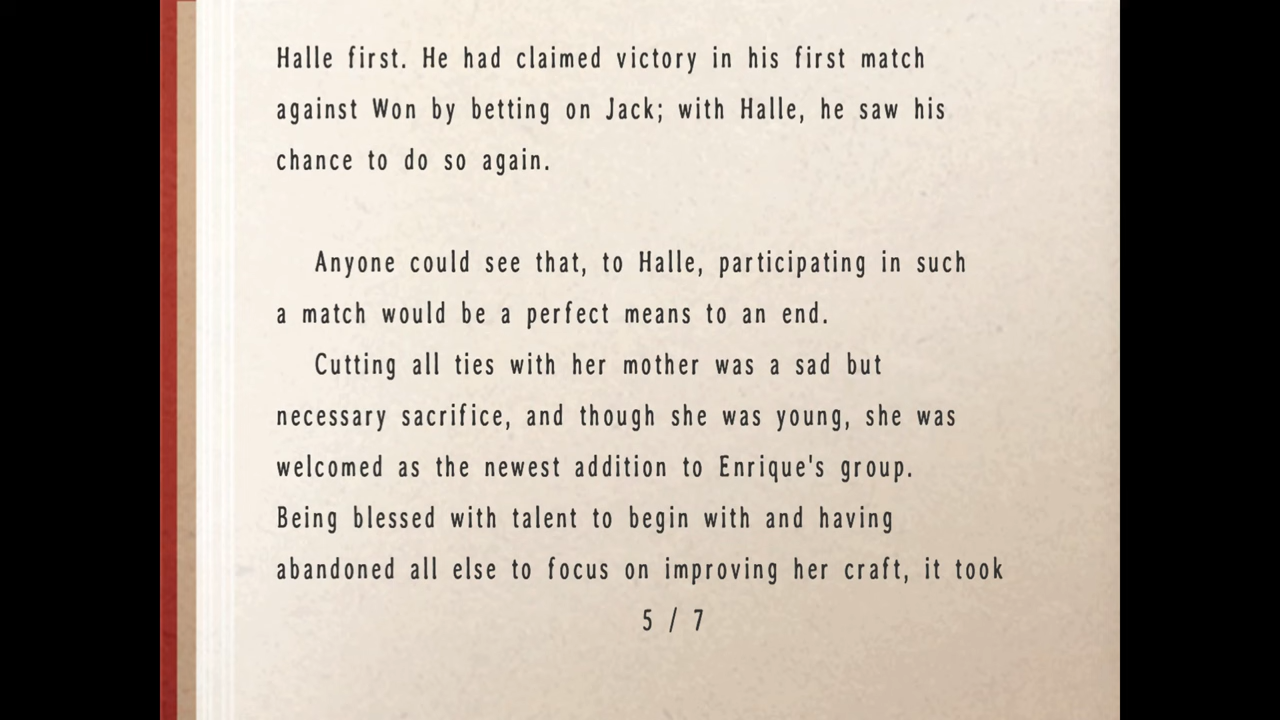 Halle first. He had claimed victory in his first match
against Won by betting on Jack; with Halle, he saw his
chance to do so again.
Anyone could see that, to Halle, participating in such
a match would be a perfect means to an end.
Cutting all ties with her mother was a sad but
necessary sacrifice, and though she was young, she was
welcomed as the newest addition to Enrique's group.
Being blessed with talent to begin with and having
abandoned all else to focus on improving her craft, it took
5 / 7